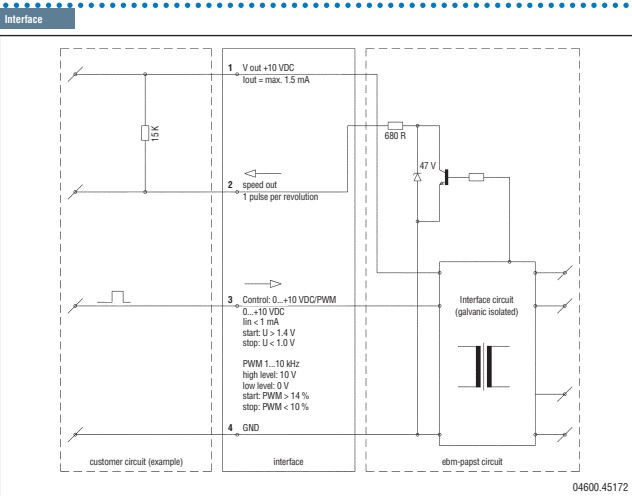 Interface
1 V out +10 VDC
Iout = max. 1.5 mA
15 K
680 R
47 V
2 speed out
1 pulse per revolution
3 Control: 0...+10 VDC/PWM
0...+10 VDC
Iin < 1 mA
start: U > 1.4 V
stop: U < 1.0 V
PWM 1...10 kHz
high level: 10 V
low level: 0 V
start: PWM > 14 %
stop: PWM < 10 %
Interface circuit
(galvanic isolated)
4 GND
customer circuit (example)
interface
ebm-papst circuit
04600.45172